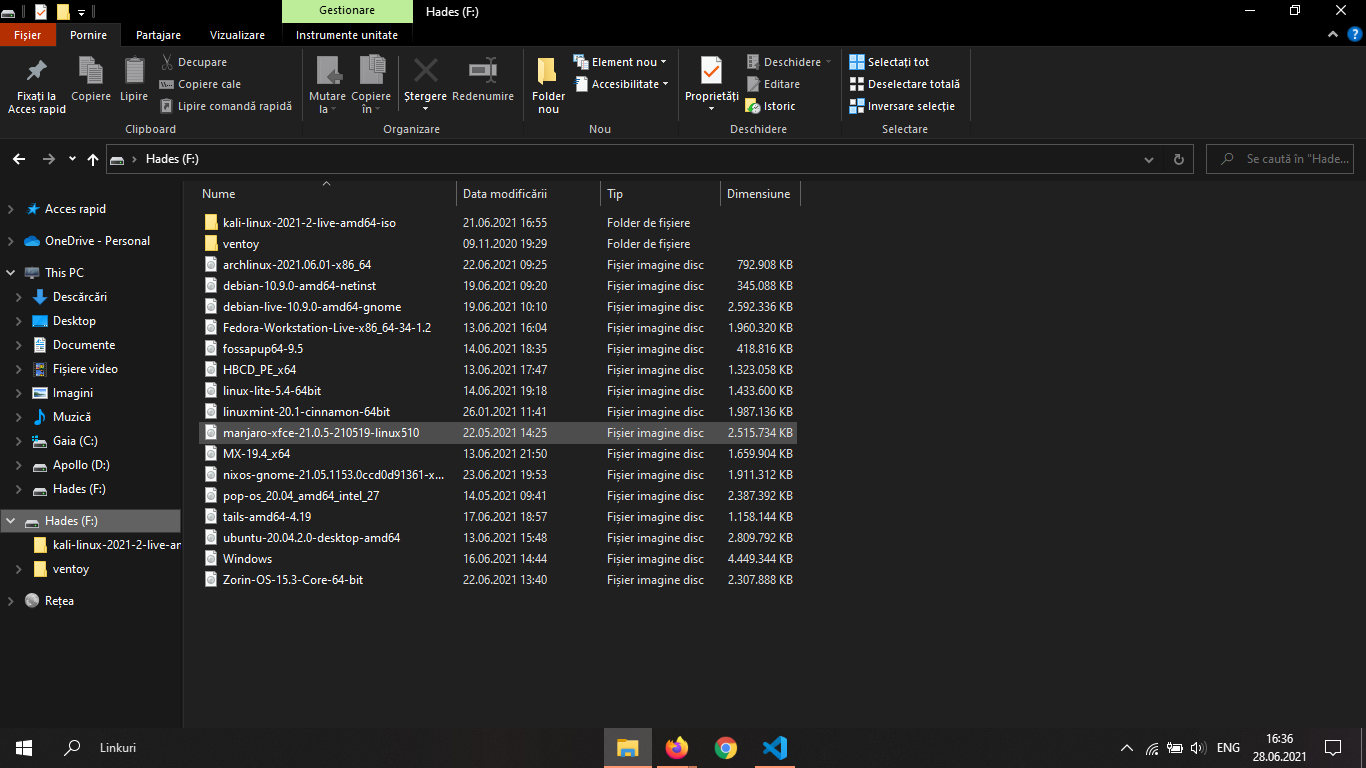 Gestionare
Hades (F:)
Fișier
Pornire
Partajare
Vizualizare
Instrumente unitate
Fixați la
Acces rapid
Copiere
Lipire
Decupare
Copiere cale
Lipire comandă rapidă
Clipboard
Mutare
la
Copiere
în
Ștergere
Redenumire
Organizare
Folder
nou
Element nou
Accesibilitate
Nou
Proprietăți
Deschidere
Editare
Istoric
Deschidere
Selectați tot
Deselectare totală
Inversare selecție
Selectare
Hades (F:)
Se caută în "Hade...
Acces rapid
OneDrive - Personal
This PC
Descărcări
Desktop
Documente
Fișiere video
Imagini
Muzică
Gaia (C:)
Apollo (D:)
Hades (F:)
Hades (F:)
kali-linux-2021-2-live-an
ventoy
Rețea
Nume Data modificării Tip Dimensiune
kali-linux-2021-2-live-amd64-iso 21.06.2021 16:55 Folder de fișiere
ventoy 09.11.2020 19:29 Folder de fișiere
archlinux-2021.06.01-x86_64 22.06.2021 09:25 Fișier imagine disc 792.908 KB
debian-10.9.0-amd64-netinst 19.06.2021 09:20 Fișier imagine disc 345.088 KB
debian-live-10.9.0-amd64-gnome 19.06.2021 10:10 Fișier imagine disc 2.592.336 KB
Fedora-Workstation-Live-x86_64-34-1.2 13.06.2021 16:04 Fișier imagine disc 1.960.320 KB
fossapup64-9.5 14.06.2021 18:35 Fișier imagine disc 418.816 KB
HBCD_PE_x64 13.06.2021 17:47 Fișier imagine disc 1.323.058 KB
linux-lite-5.4-64bit 14.06.2021 19:18 Fișier imagine disc 1.433.600 KB
linuxmint-20.1-cinnamon-64bit 26.01.2021 11:41 Fișier imagine disc 1.987.136 KB
manjaro-xfce-21.0.5-210519-linux510 22.05.2021 14:25 Fișier imagine disc 2.515.734 KB
MX-19.4_x64 13.06.2021 21:50 Fișier imagine disc 1.659.904 KB
nixos-gnome-21.05.1153.0ccd0d91361-x... 23.06.2021 19:53 Fișier imagine disc 1.911.312 KB
pop-os_20.04_amd64_intel_27 14.05.2021 09:41 Fișier imagine disc 2.387.392 KB
tails-amd64-4.19 17.06.2021 18:57 Fișier imagine disc 1.158.144 KB
ubuntu-20.04.2.0-desktop-amd64 13.06.2021 15:48 Fișier imagine disc 2.809.792 KB
Windows 16.06.2021 14:44 Fișier imagine disc 4.449.344 KB
Zorin-OS-15.3-Core-64-bit 22.06.2021 13:40 Fișier imagine disc 2.307.888 KB
Linkuri
ENG
16:36
28.06.2021